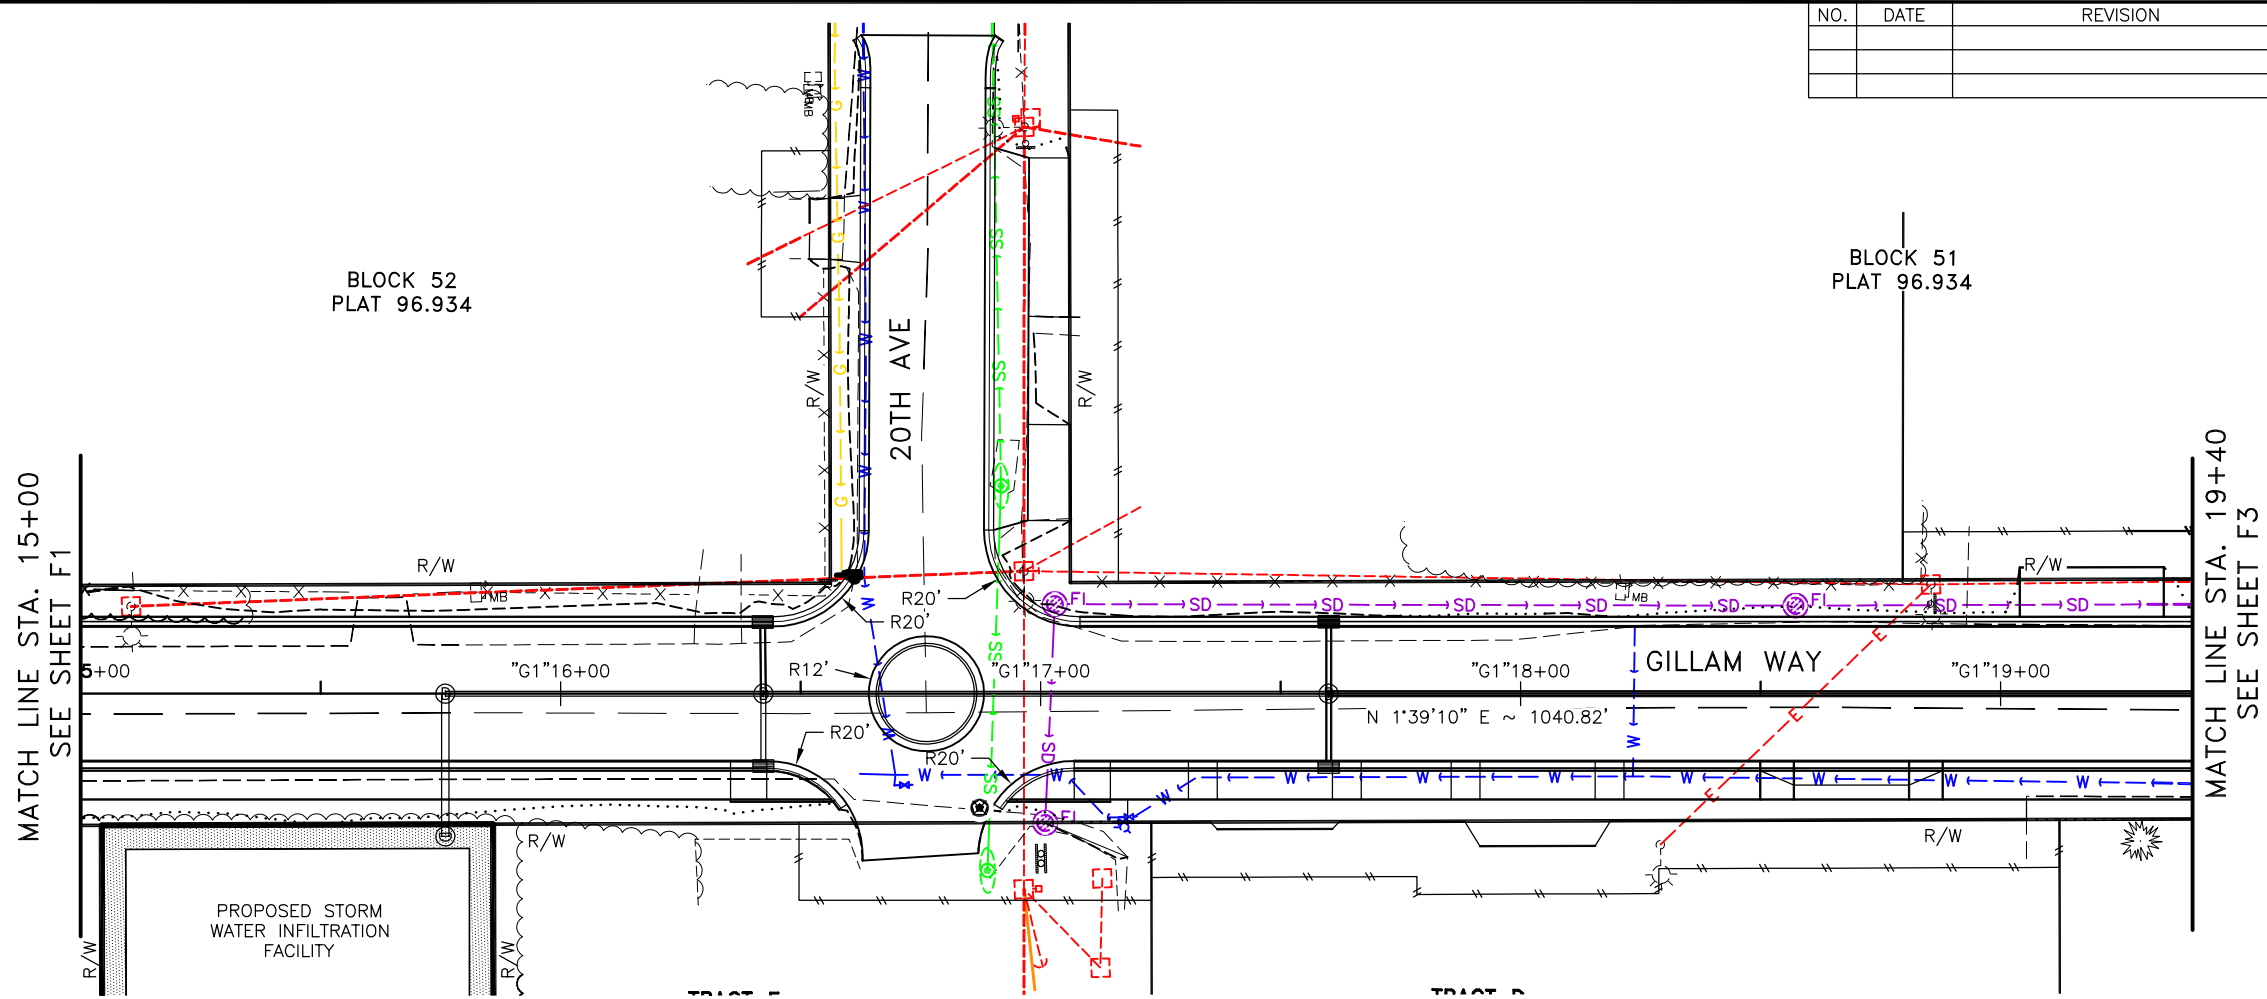 NO. DATE REVISION
MB
BLOCK 52
PLAT 96.934
BLOCK 51
PLAT 96.934
20TH AVE
R/W
R/W
G
G
G
G
W
W
W
W
SS
SS
SS
MATCH LINE STA. 15+00
SEE SHEET F1
MATCH LINE STA. 19+40
SEE SHEET F3
R/W
R/W
MB
MB
R20'
R20'
FI
SD
SD
SD
SD
SD
FI
SD
SD
W
5+00
"G1"16+00
R12'
SS
"G1"17+00
"G1"18+00
GILLAM WAY
"G1"19+00
E
N 1°39'10" E ~ 1040.82'
E
W
W
SD
R20'
R20'
SS
W
W
W
W
W
W
W
W
W
E
FI
R/W
R/W
PROPOSED STORM
WATER INFILTRATION
FACILITY
R/W
R/W